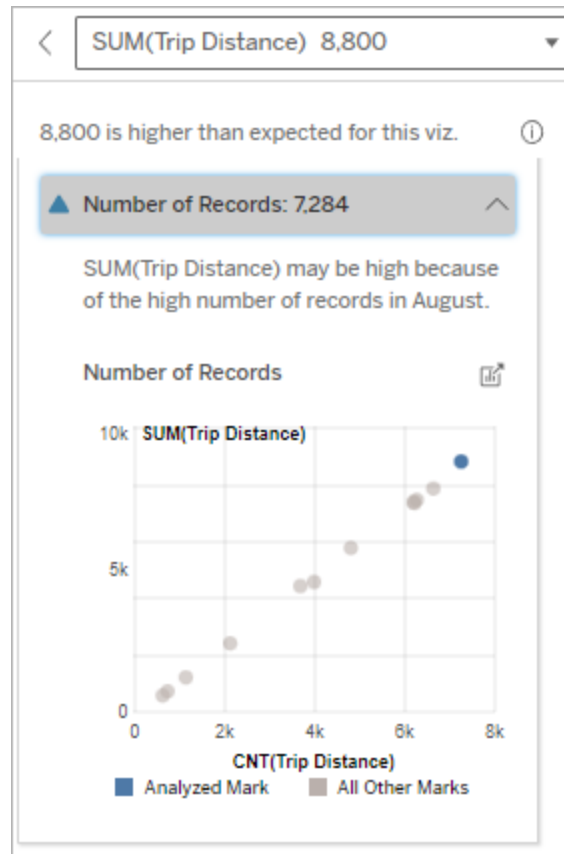 SUM(Trip Distance) 8,800
8,800 is higher than expected for this viz.
Number of Records: 7,284
SUM(Trip Distance) may be high because
of the high number of records in August.
Number of Records
10k SUM(Trip Distance)
5k
0
0 2k 4k 6k 8k
CNT(Trip Distance)
Analyzed Mark All Other Marks